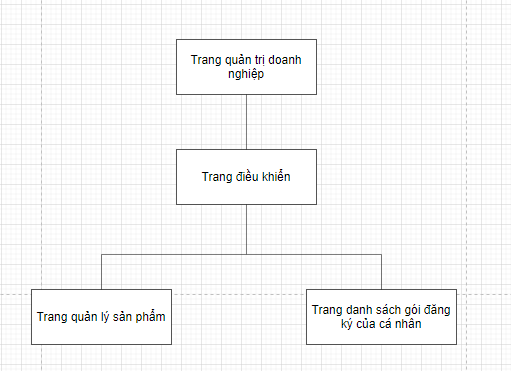 Trang quản trị doanh
nghiệp
Trang điều khiển
Trang quản lý sản phẩm
Trang danh sách gói đăng
ký của cá nhân